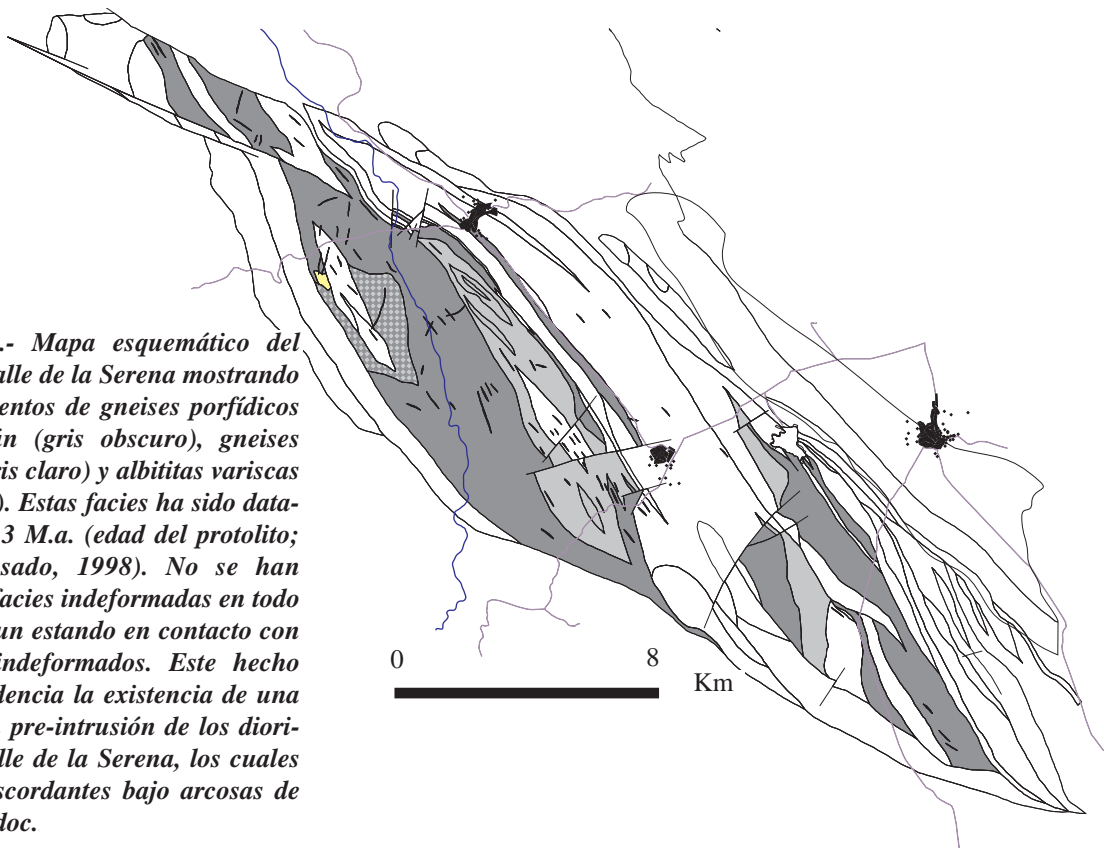 .- Mapa esquemático del
alle de la Serena mostrando
entos de gneises porfídicos
in (gris obscuro), gneises
is claro) y albititas variscas
). Estas facies ha sido data-
3 M.a. (edad del protolito;
sado, 1998). No se han
facies indeformadas en todo
un estando en contacto con
indeformados. Este hecho
dencia la existencia de una
pre-intrusión de los diori-
lle de la Serena, los cuales
scordantes bajo arcosas de
doc.
0 8
Km